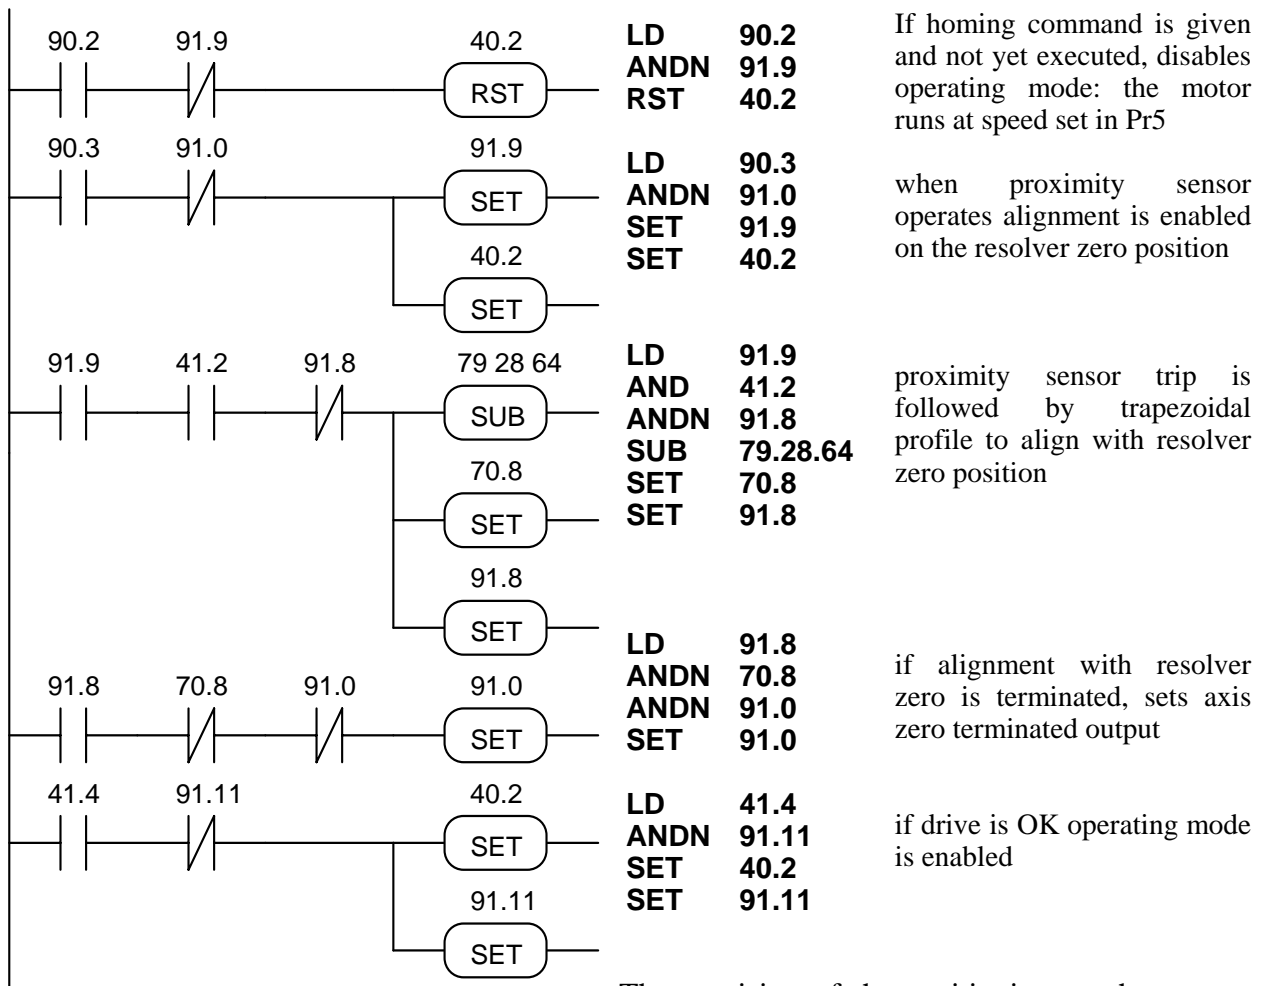 90.2 91.9 40.2
RST
LD 90.2
ANDN 91.9
RST 40.2
If homing command is given
and not yet executed, disables
operating mode: the motor
runs at speed set in Pr5
90.3 91.0 91.9
SET
40.2
SET
LD 90.3
ANDN 91.0
SET 91.9
SET 40.2
when proximity sensor
operates alignment is enabled
on the resolver zero position
91.9 41.2 91.8 79 28 64
SUB
70.8
SET
91.8
SET
LD 91.9
AND 41.2
ANDN 91.8
SUB 79.28.64
SET 70.8
SET 91.8
proximity sensor trip is
followed by trapezoidal
profile to align with resolver
zero position
91.8 70.8 91.0 91.0
SET
LD 91.8
ANDN 70.8
ANDN 91.0
SET 91.0
if alignment with resolver
zero is terminated, sets axis
zero terminated output
41.4 91.11 40.2
SET
91.11
SET
LD 41.4
ANDN 91.11
SET 40.2
SET 91.11
if drive is OK operating mode
is enabled